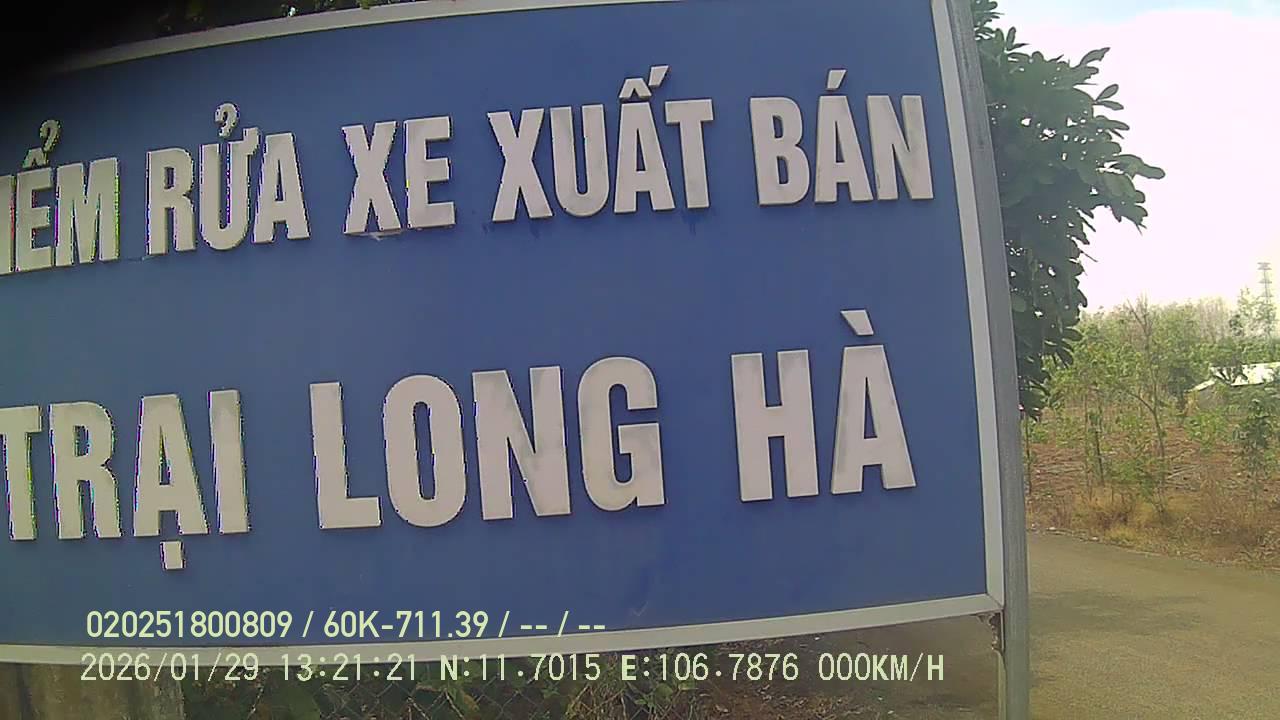 RỬA XE XUẤT BÁN
TRẠI LONG HÀ
020251800809 / 60K-711.39 / -- / --
2026/01/29 13:21:21 N:11.7015 E:106.7876 000KM/H